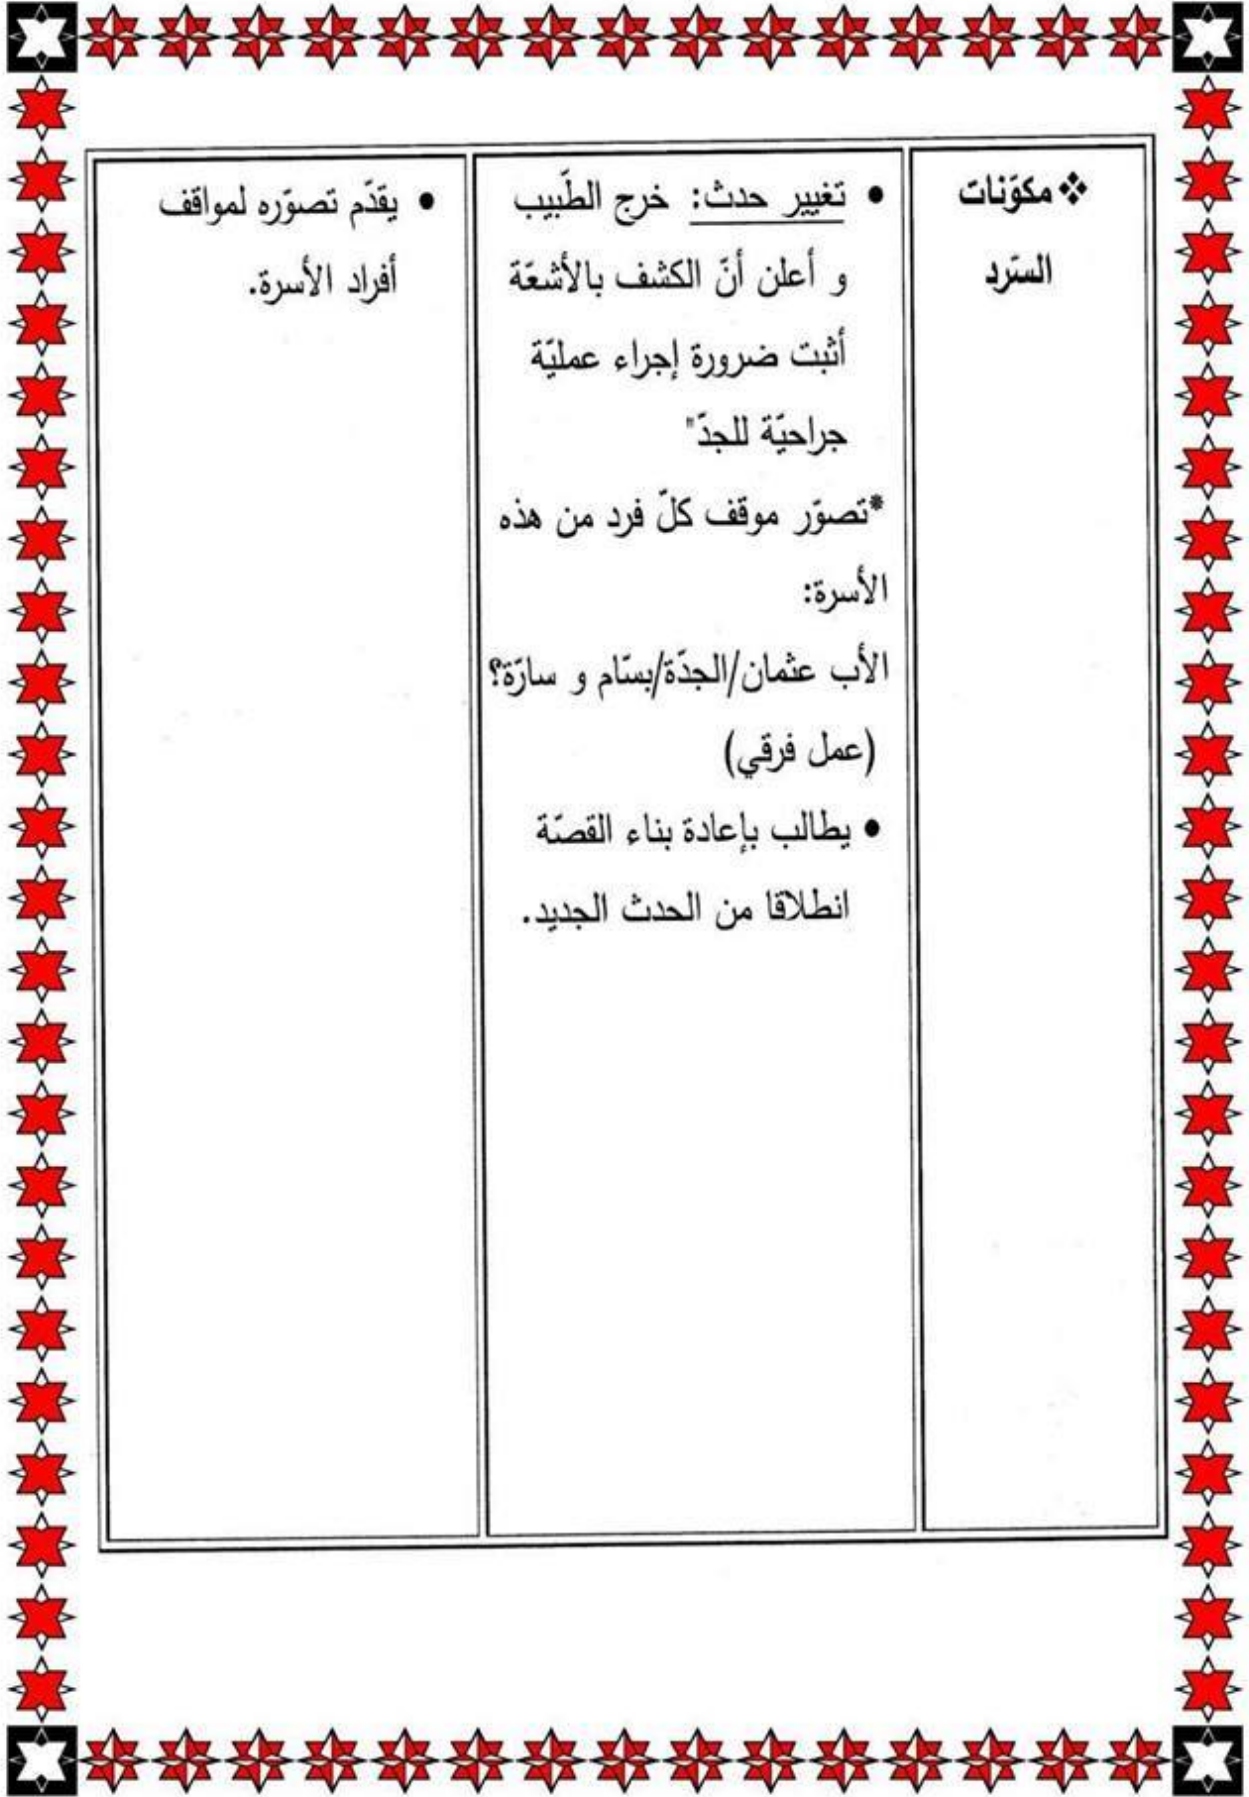 ❖ مكوّنات
السّرد
• تغيير حدث: خرج الطّبيب
و أعلن أنّ الكشف بالأشعّة
أثبت ضرورة إجراء عمليّة
جراحيّة للجدّ"
*تصوّر موقف كلّ فرد من هذه
الأسرة:
الأب عثمان/الجدّة/بسّام و سارّة؟
(عمل فرقي)
• يطالب بإعادة بناء القصّة
انطلاقا من الحدث الجديد.
• يقدّم تصوّره لمواقف
أفراد الأسرة.